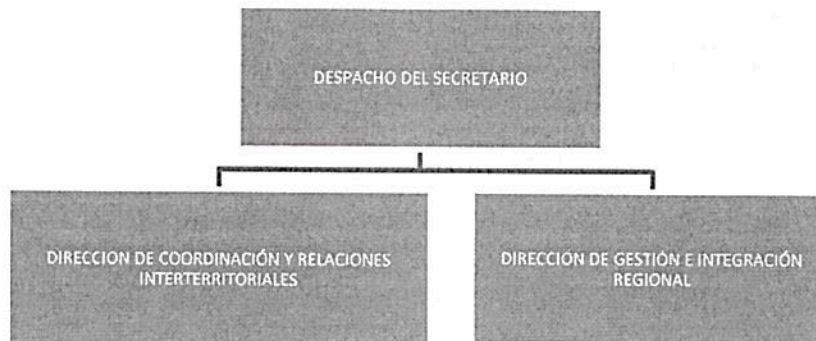 DESPACHO DEL SECRETARIO
DIRECCION DE COORDINACIÓN Y RELACIONES
INTERTERRITORIALES
DIRECCIÓN DE GESTIÓN E INTEGRACIÓN
REGIONAL